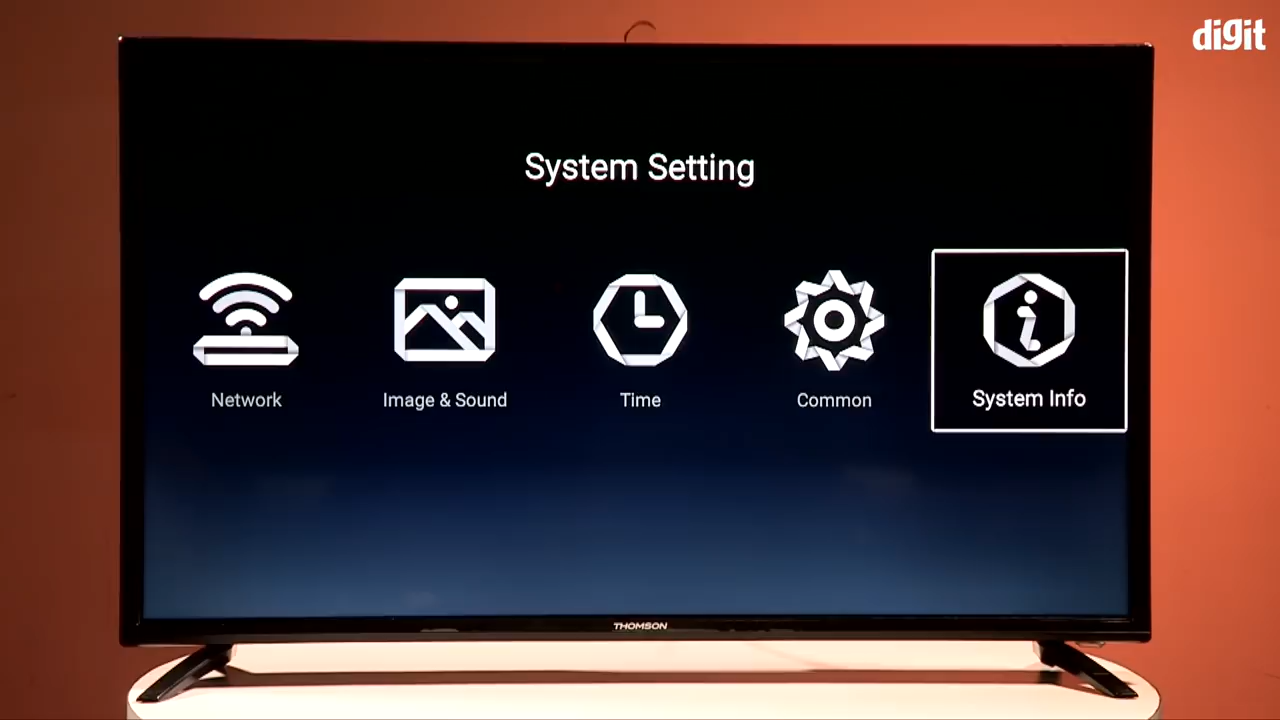 digit
System Setting
Network
Image & Sound
Time
Common
System Info
THOMSON